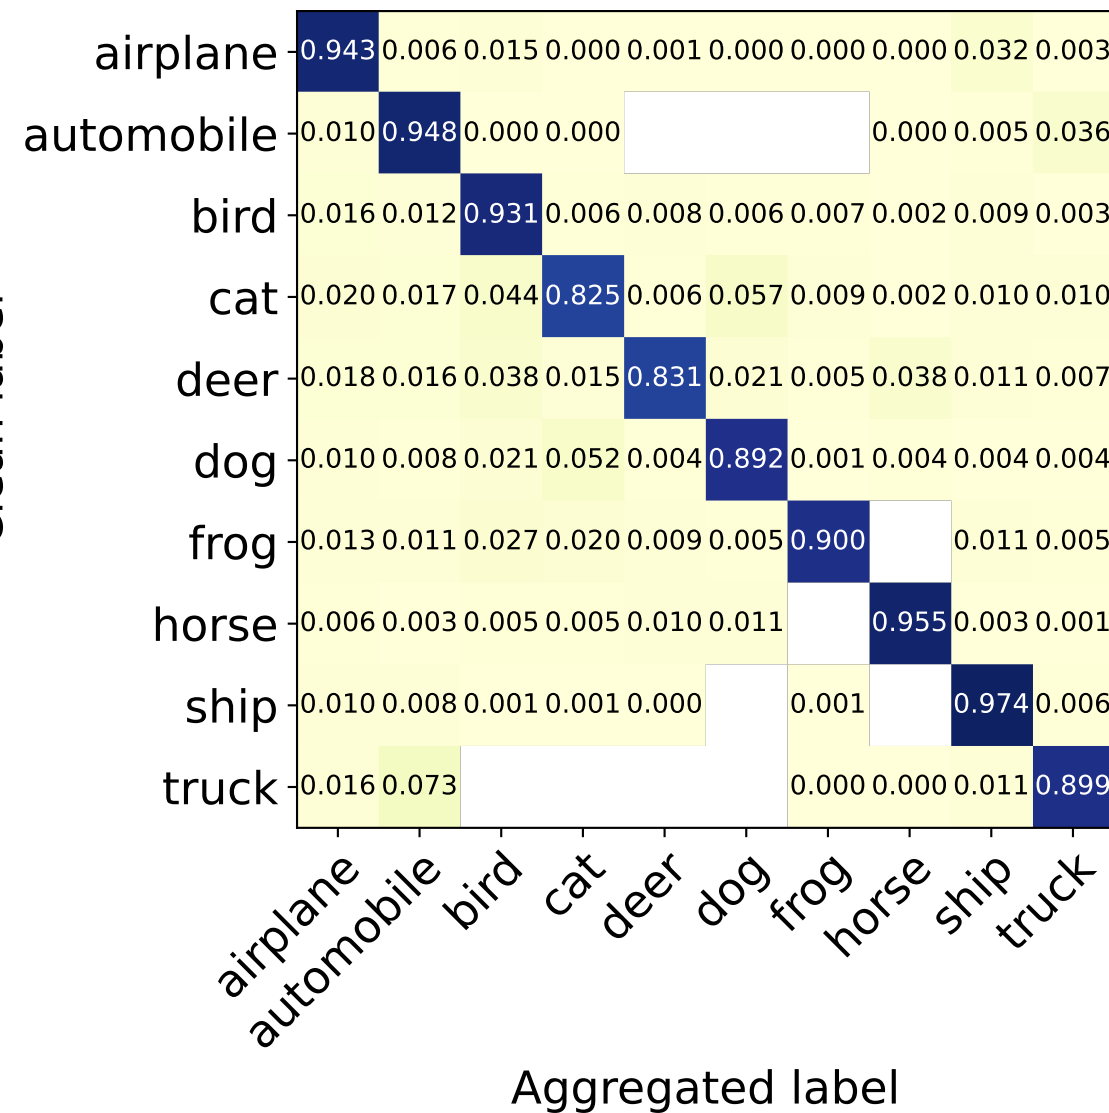 airplane 0.943 0.006 0.015 0.000 0.001 0.000 0.000 0.000 0.032 0.003
automobile 0.010 0.948 0.000 0.000 0.000 0.005 0.036
bird 0.016 0.012 0.931 0.006 0.008 0.006 0.007 0.002 0.009 0.003
cat 0.020 0.017 0.044 0.825 0.006 0.057 0.009 0.002 0.010 0.010
deer 0.018 0.016 0.038 0.015 0.831 0.021 0.005 0.038 0.011 0.007
dog 0.010 0.008 0.021 0.052 0.004 0.892 0.001 0.004 0.004 0.004
frog 0.013 0.011 0.027 0.020 0.009 0.005 0.900 0.011 0.005
horse 0.006 0.003 0.005 0.005 0.010 0.011 0.955 0.003 0.001
ship 0.010 0.008 0.001 0.001 0.000 0.001 0.974 0.006
truck 0.016 0.073 0.000 0.000 0.011 0.899
airplane automobile bird cat deer dog frog horse ship truck
Aggregated label